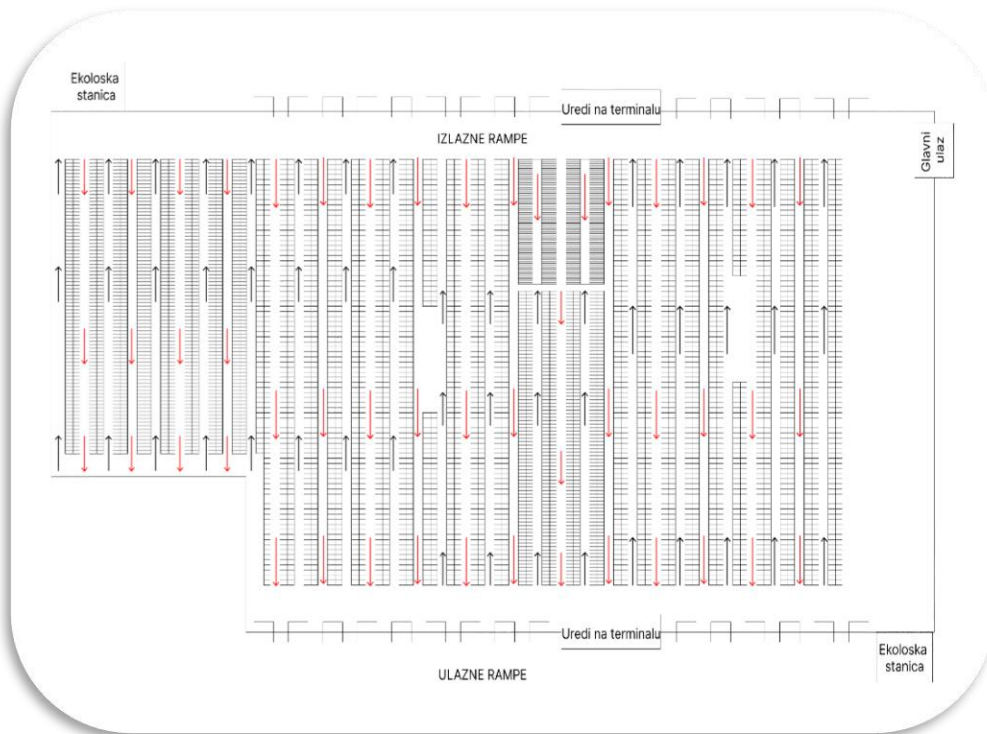 Ekoloska
stanica
Uredi na terminalu
IZLAZNE RAMPE
Glavni
ulaz
Uredi na terminalu
ULAZNE RAMPE
Ekoloska
stanica